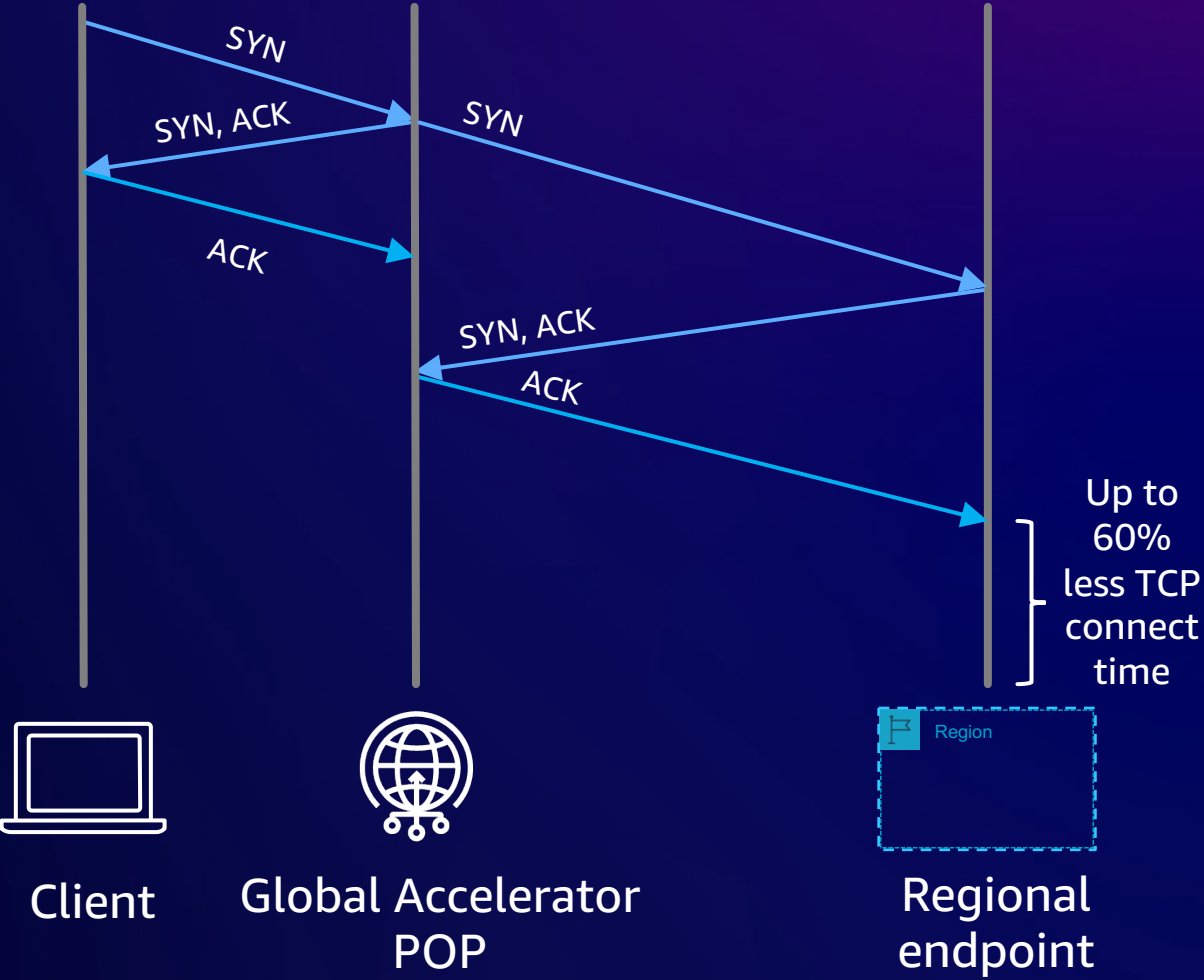 SYN
SYN, ACK
SYN
ACK
SYN, ACK
ACK
Up to
60%
less TCP
connect
time
Region
Client
Global Accelerator
POP
Regional
endpoint